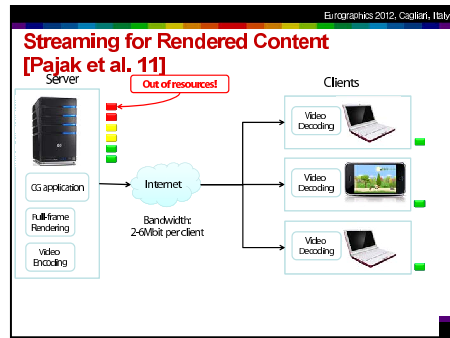 Eurographics 2012, Cagliari, Italy
Streaming for Rendered Content
[Pajak et al. 11]
Server
Out of resources!
Clients
CG application
Full-frame
Rendering
Video
Encoding
Internet
Bandwidth:
2-6Mbit per client
Video
Decoding
Video
Decoding
Video
Decoding